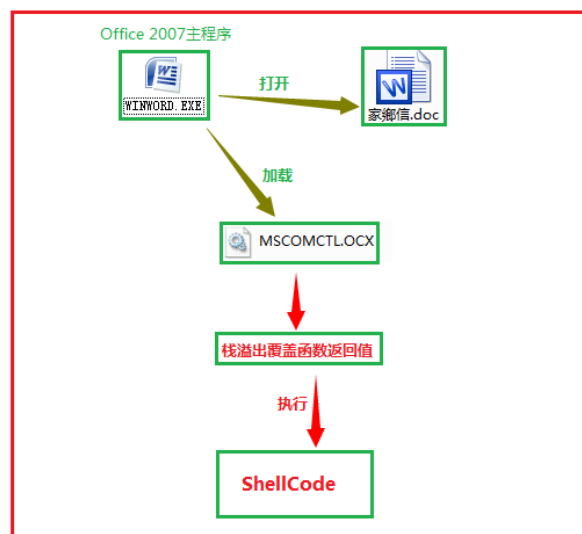 Office 2007主程序
WINWORD.EXE
打开
家鄉信.doc
加载
MSCOMCTL.OCX
栈溢出覆盖函数返回值
执行
ShellCode